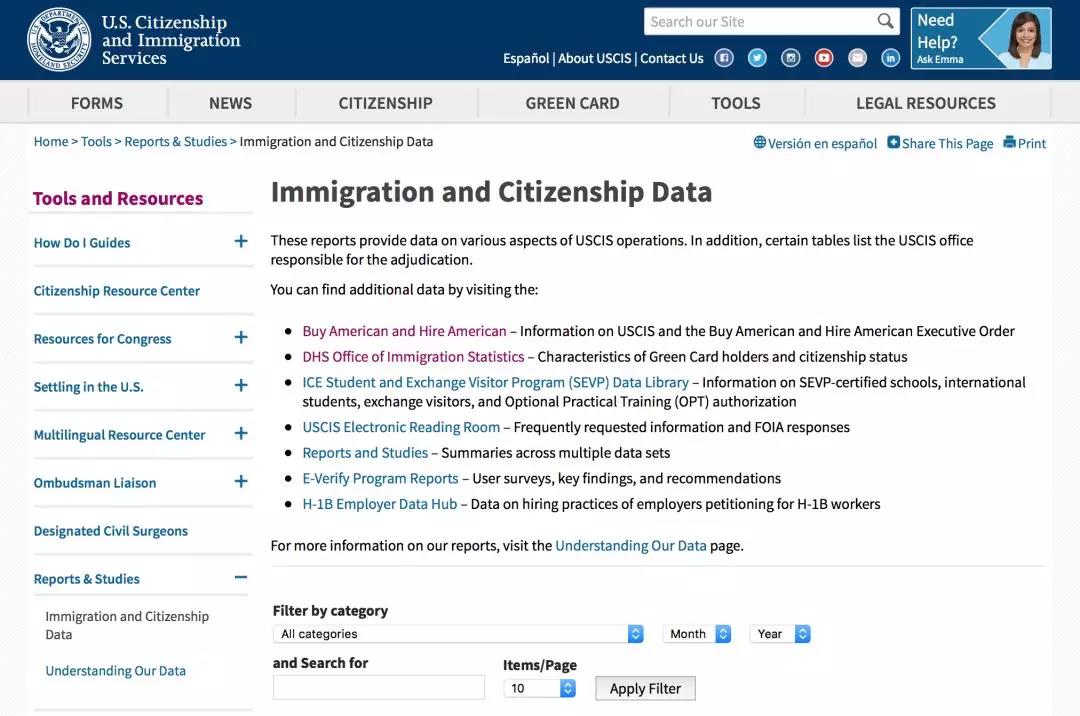 U.S. Citizenship
and Immigration
Services
Search our Site
Español | About USCIS | Contact Us
Need
Help?
Ask Emma
FORMS NEWS CITIZENSHIP GREEN CARD TOOLS LEGAL RESOURCES
Home > Tools > Reports & Studies > Immigration and Citizenship Data
Versión en español Share This Page Print
Tools and Resources
How Do I Guides
Citizenship Resource Center
Resources for Congress
Settling in the U.S.
Multilingual Resource Center
Ombudsman Liaison
Designated Civil Surgeons
Reports & Studies
Immigration and Citizenship
Data
Understanding Our Data
Immigration and Citizenship Data
These reports provide data on various aspects of USCIS operations. In addition, certain tables list the USCIS office
responsible for the adjudication.
You can find additional data by visiting the:
Buy American and Hire American – Information on USCIS and the Buy American and Hire American Executive Order
DHS Office of Immigration Statistics – Characteristics of Green Card holders and citizenship status
ICE Student and Exchange Visitor Program (SEVP) Data Library – Information on SEVP-certified schools, international
students, exchange visitors, and Optional Practical Training (OPT) authorization
USCIS Electronic Reading Room – Frequently requested information and FOIA responses
Reports and Studies – Summaries across multiple data sets
E-Verify Program Reports – User surveys, key findings, and recommendations
H-1B Employer Data Hub – Data on hiring practices of employers petitioning for H-1B workers
For more information on our reports, visit the Understanding Our Data page.
Filter by category
All categories Month Year
and Search for Items/Page
10 Apply Filter